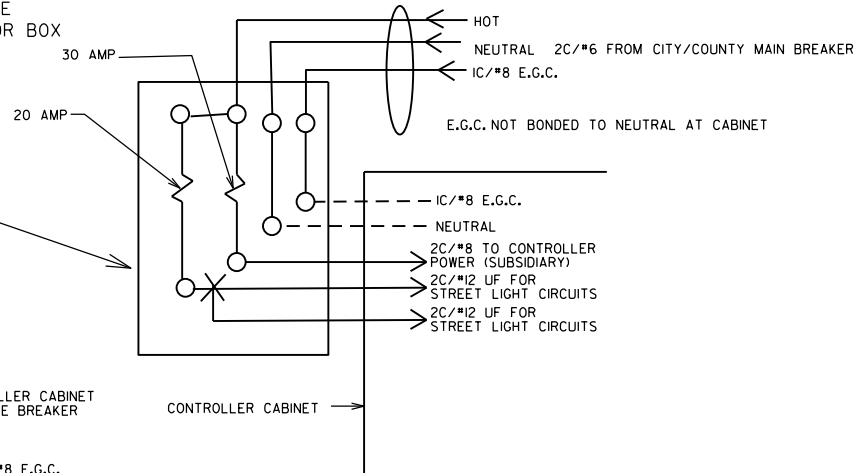 E
OR BOX
30 AMP
20 AMP
HOT
NEUTRAL 2C/#6 FROM CITY/COUNTY MAIN BREAKER
1C/#8 E.G.C.
E.G.C. NOT BONDED TO NEUTRAL AT CABINET
1C/#8 E.G.C.
NEUTRAL
2C/#8 TO CONTROLLER
POWER (SUBSIDIARY)
2C/#12 UF FOR
STREET LIGHT CIRCUITS
2C/#12 UF FOR
STREET LIGHT CIRCUITS
LLER CABINET
E BREAKER
CONTROLLER CABINET
#8 E.G.C.